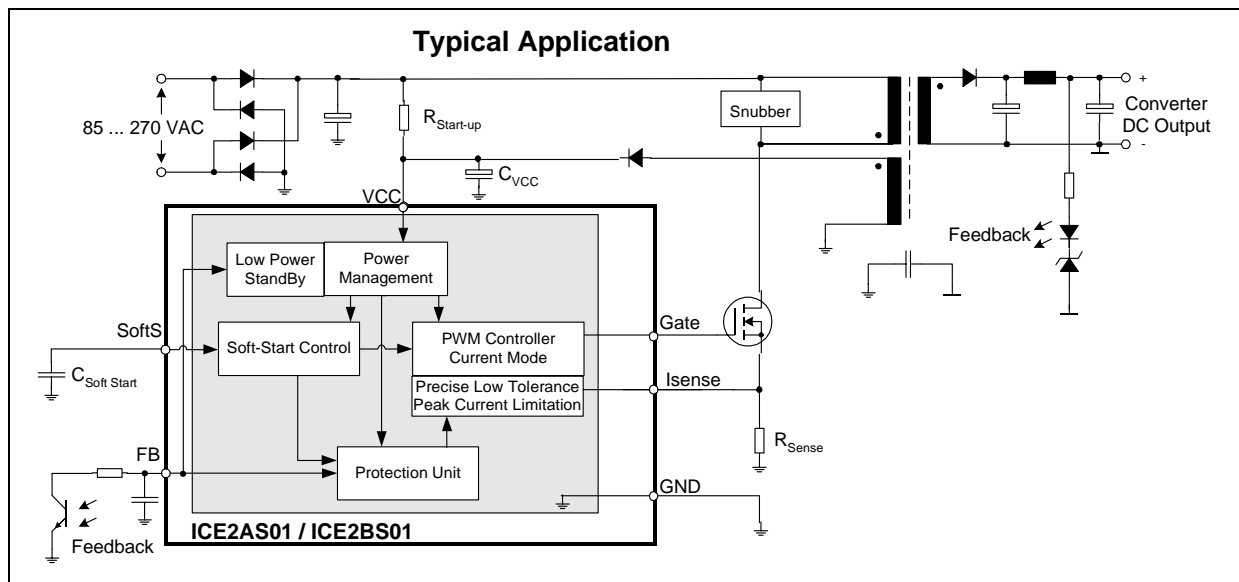 Typical Application
85 ... 270 VAC
RStart-up
Snubber
+
Converter
DC Output
-
CVCC
VCC
Low Power
StandBy
Power
Management
Feedback
SoftS
Soft-Start Control
PWM Controller
Current Mode
Gate
CSoft Start
Precise Low Tolerance
Peak Current Limitation
Isense
RSense
FB
Protection Unit
GND
ICE2AS01 / ICE2BS01
Feedback